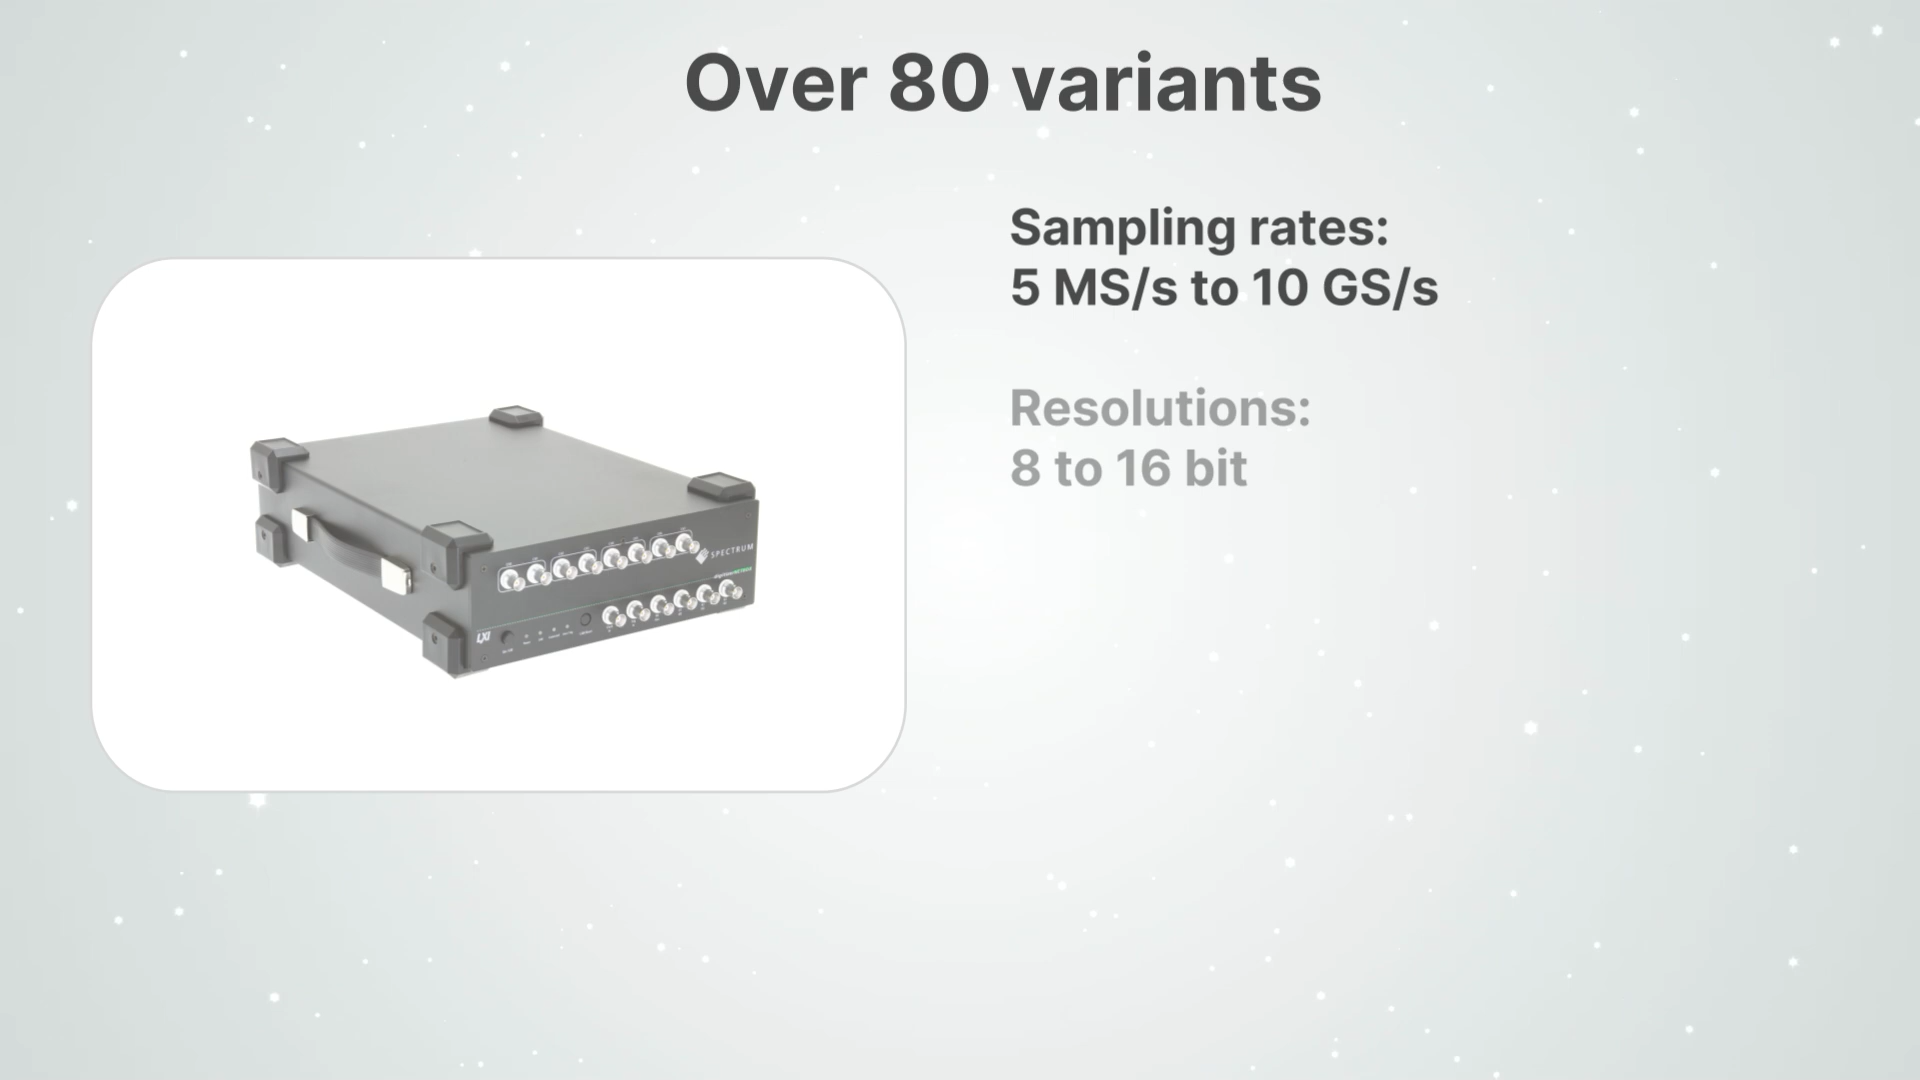 Over 80 variants
Sampling rates:
5 MS/s to 10 GS/s
Resolutions:
8 to 16 bit
SPECTRUM
LXI